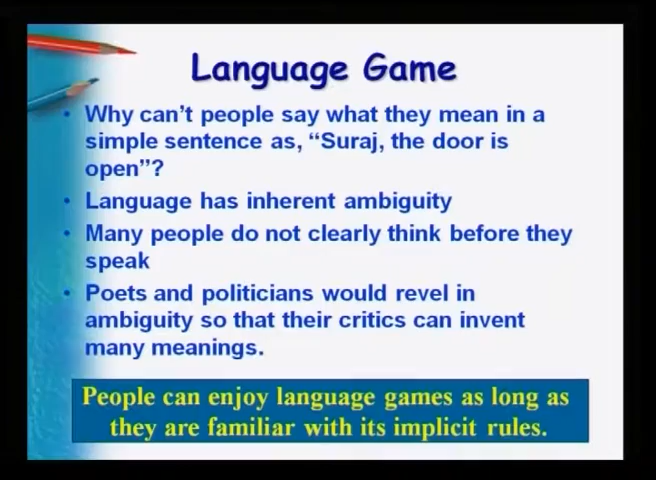 Language Game
• Why can't people say what they mean in a
simple sentence as, “Suraj, the door is
open”?
• Language has inherent ambiguity
• Many people do not clearly think before they
speak
• Poets and politicians would revel in
ambiguity so that their critics can invent
many meanings.
People can enjoy language games as long as
they are familiar with its implicit rules.